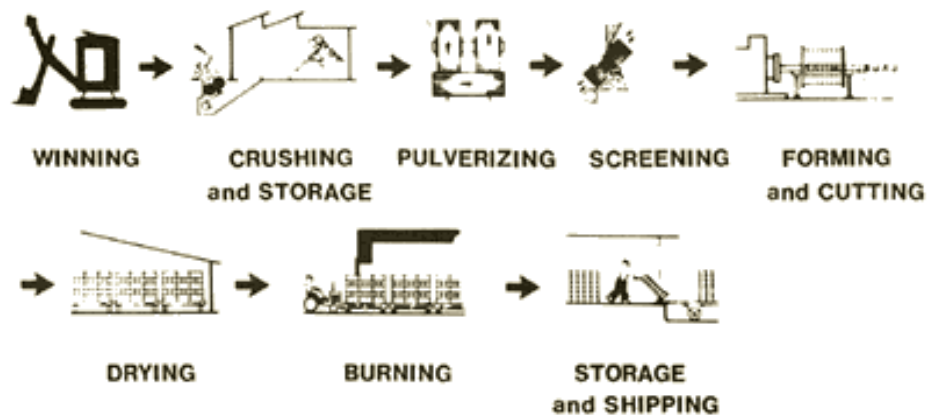 WINNING
CRUSHING
and STORAGE
PULVERIZING
SCREENING
FORMING
and CUTTING
DRYING
BURNING
STORAGE
and SHIPPING